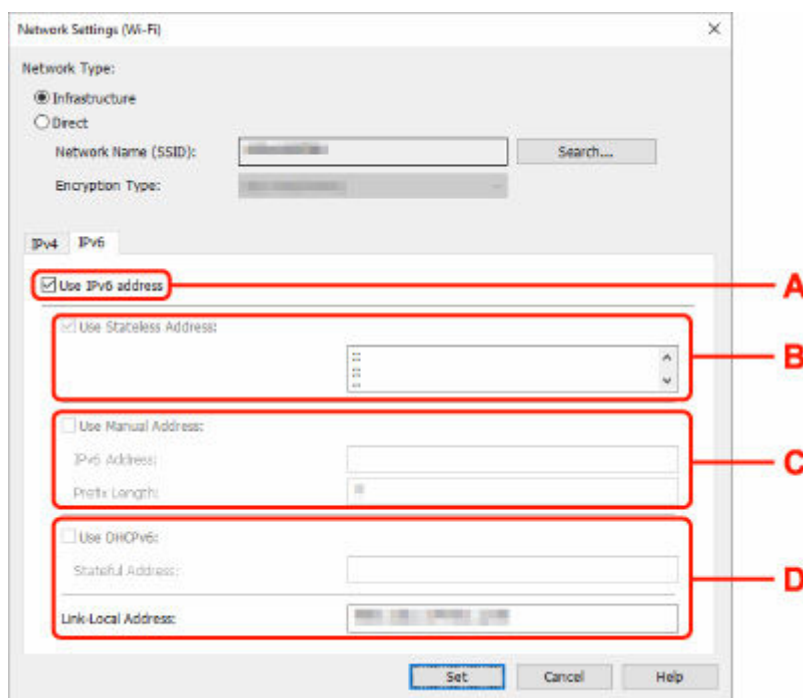 Network Settings (Wi-Fi)
Network Type:
Infrastructure
Direct
Network Name (SSID):
Search...
Encryption Type:
IPv4 IPv6
Use IPv6 address
A
Use Stateless Address:
::
::
::
B
Use Manual Address:
IPv6 Address:
C
Prefix Length:
Use DHCPv6:
Stateful Address:
D
Link-Local Address:
Set Cancel Help